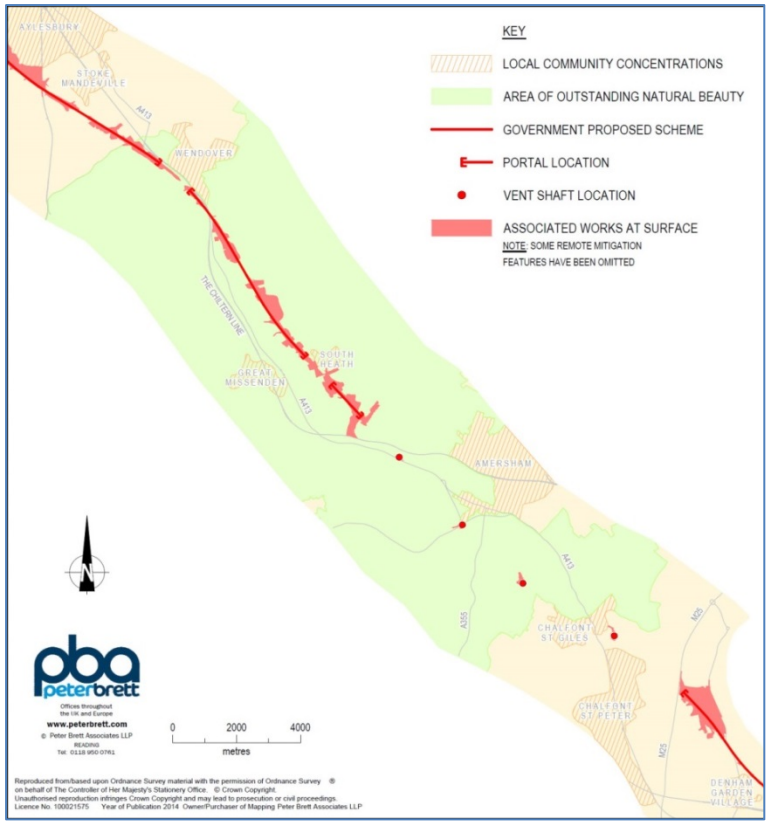 AYLESBURY
STOKE
MANDEVILLE
A413
WENDOVER
THE CHILTERN LINE
SOUTH
HEATH
GREAT
MISSENDEN
A413
AMERSHAM
A413
A355
CHALFONT
ST GILES
M25
CHALFONT
ST PETER
M25
DENHAM
GARDEN
VILLAGE
KEY
LOCAL COMMUNITY CONCENTRATIONS
AREA OF OUTSTANDING NATURAL BEAUTY
GOVERNMENT PROPOSED SCHEME
PORTAL LOCATION
VENT SHAFT LOCATION
ASSOCIATED WORKS AT SURFACE
NOTE: SOME REMOTE MITIGATION
FEATURES HAVE BEEN OMITTED
N
pba
peterbrett
Offices throughout
the UK and Europe
www.peterbrett.com
© Peter Brett Associates LLP
READING
Tel: 0118 950 0761
0 2000 4000
metres
Reproduced from/based upon Ordnance Survey material with the permission of Ordnance Survey ®
on behalf of The Controller of Her Majesty's Stationery Office. © Crown Copyright.
Unauthorised reproduction infringes Crown Copyright and may lead to prosecution or civil proceedings.
Licence No. 100021575 Year of Publication 2014 Owner/Purchaser of Mapping Peter Brett Associates LLP